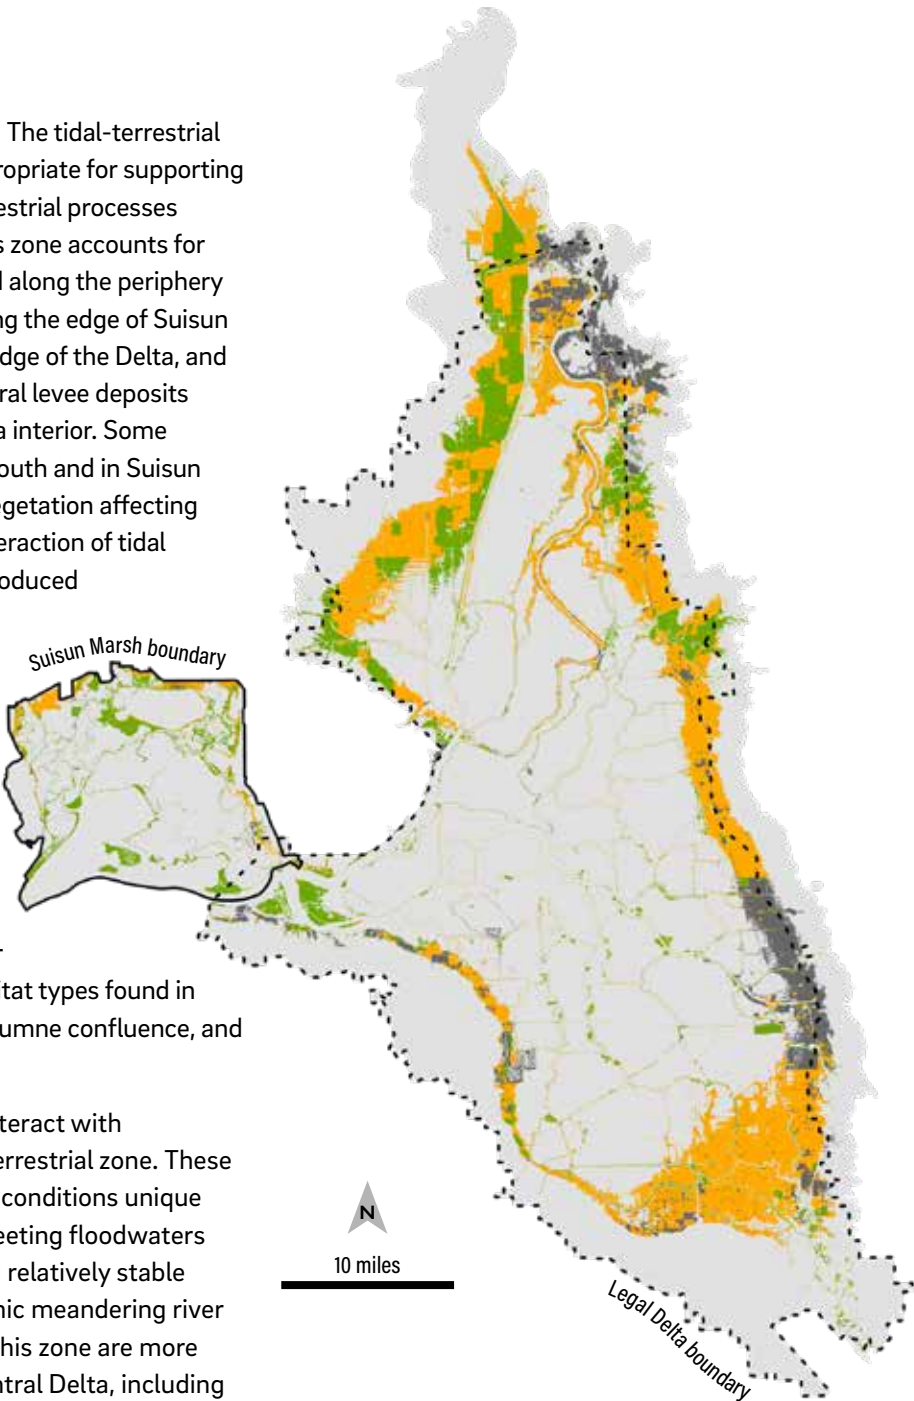 The tidal-terrestrial
ropriate for supporting
estrial processes
s zone accounts for
d along the periphery
ng the edge of Suisun
dge of the Delta, and
ral levee deposits
a interior. Some
outh and in Suisun
egetation affecting
eraction of tidal
oduced
Suisun Marsh boundary
itat types found in
umne confluence, and
teract with
errestrial zone. These
conditions unique
eeting floodwaters
relatively stable
nic meandering river
his zone are more
ntral Delta, including
N
10 miles
Legal Delta boundary